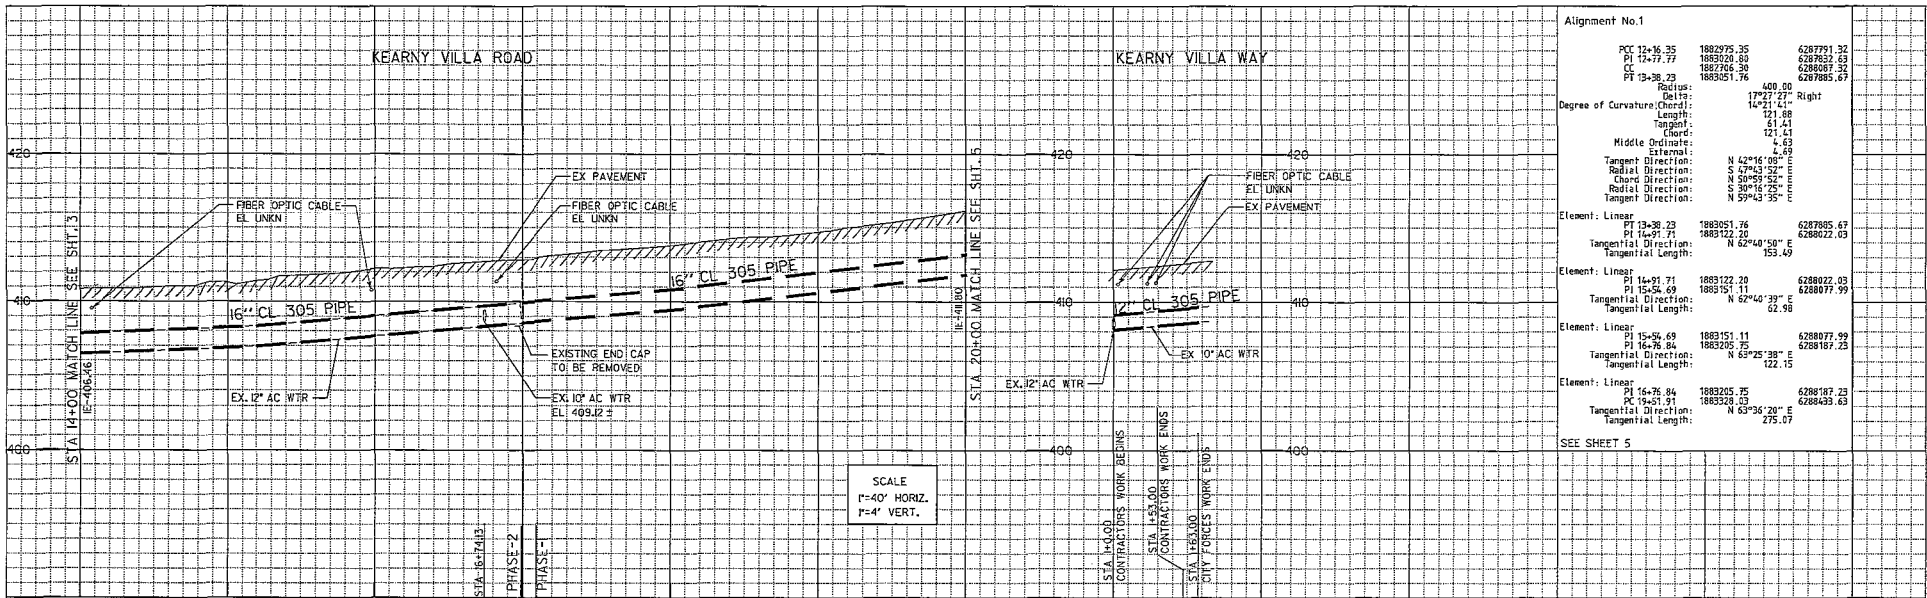 KEARNY VILLA ROAD
KEARNY VILLA WAY
420
420
420
EX PAVEMENT
FIBER OPTIC CABLE
EL UNKN
FIBER OPTIC CABLE
EL UNKN
FIBER OPTIC CABLE
EL UNKN
EX PAVEMENT
410
410
410
16" CL 305 PIPE
16" CL 305 PIPE
12" CL 305 PIPE
STA 14+00 MATCH LINE SEE SHT. 3
IE=406.46
STA 20+00 MATCH LINE SEE SHT. 5
IE=411.80
EX. 12" AC WTR
EXISTING END CAP
TO BE REMOVED
EX. 10" AC WTR
EL 409.12 ±
EX. 12" AC WTR
EX 10" AC WTR
400
400
400
SCALE
1"=40' HORIZ.
1"=4' VERT.
STA 16+74.13
PHASE-2
PHASE-1
STA 1+0.00
CONTRACTORS WORK BEGINS
STA 1+53.00
CONTRACTORS WORK ENDS
STA 1+63.00
CITY FORCES WORK ENDS
Alignment No.1
PCC 12+16.35 1882975.35 6287791.32
PI 12+77.77 1883020.80 6287832.63
CC 1882706.30 6288087.32
PT 13+38.23 1883051.76 6287885.67
Radius: 400.00
Delta: 17°27'27" Right
Degree of Curvature(Chord): 14°21'41"
Length: 121.88
Tangent: 61.41
Chord: 121.41
Middle Ordinate: 4.63
External: 4.69
Tangent Direction: N 42°16'08" E
Radial Direction: S 47°43'52" E
Chord Direction: N 50°59'52" E
Radial Direction: S 30°16'25" E
Tangent Direction: N 59°43'35" E
Element: Linear
PT 13+38.23 1883051.76 6287885.67
PI 14+91.71 1883122.20 6288022.03
Tangential Direction: N 62°40'50" E
Tangential Length: 153.49
Element: Linear
PI 14+91.71 1883122.20 6288022.03
PI 15+54.69 1883151.11 6288077.99
Tangential Direction: N 62°40'39" E
Tangential Length: 62.98
Element: Linear
PI 15+54.69 1883151.11 6288077.99
PI 16+76.84 1883205.75 6288187.23
Tangential Direction: N 63°25'38" E
Tangential Length: 122.15
Element: Linear
PI 16+76.84 1883205.75 6288187.23
PC 19+51.91 1883328.03 6288433.63
Tangential Direction: N 63°36'20" E
Tangential Length: 275.07
SEE SHEET 5